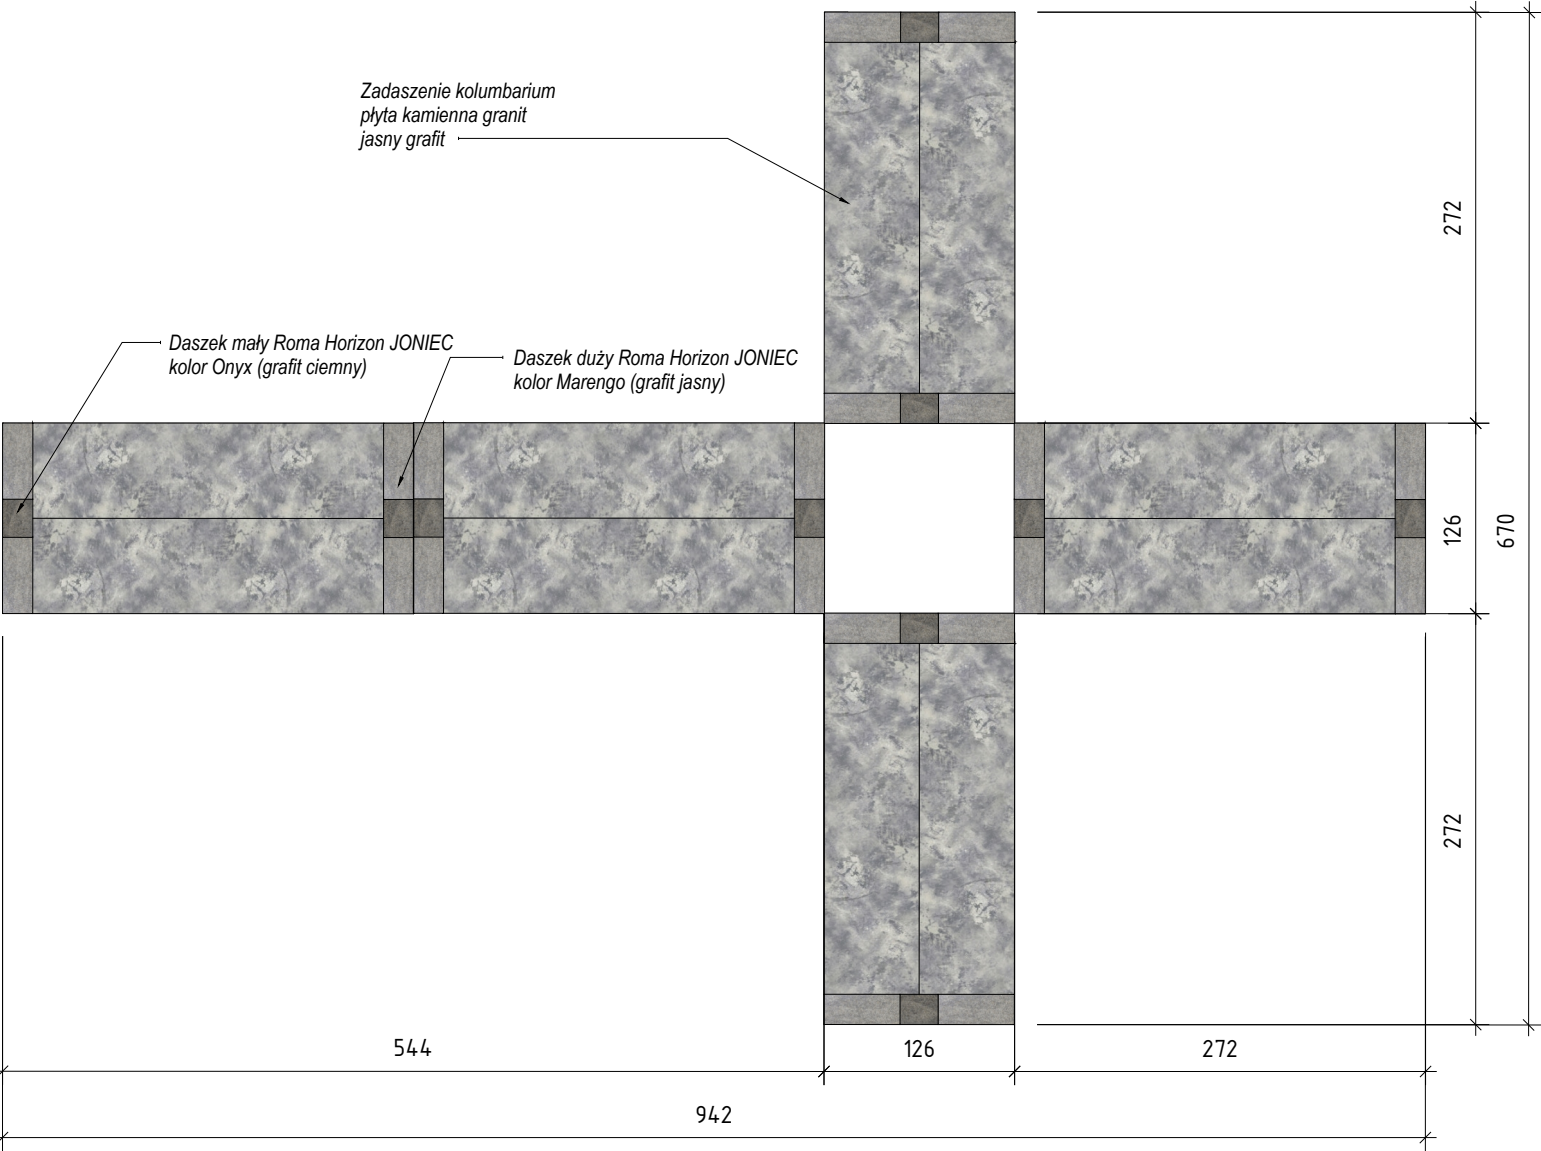 Zadaszenie kolumbarium
płyta kamienna granit
jasny grafit
272
Daszek mały Roma Horizon JONIEC
kolor Onyx (grafit ciemny)
Daszek duży Roma Horizon JONIEC
kolor Marengo (grafit jasny)
126
670
272
544
126
272
942